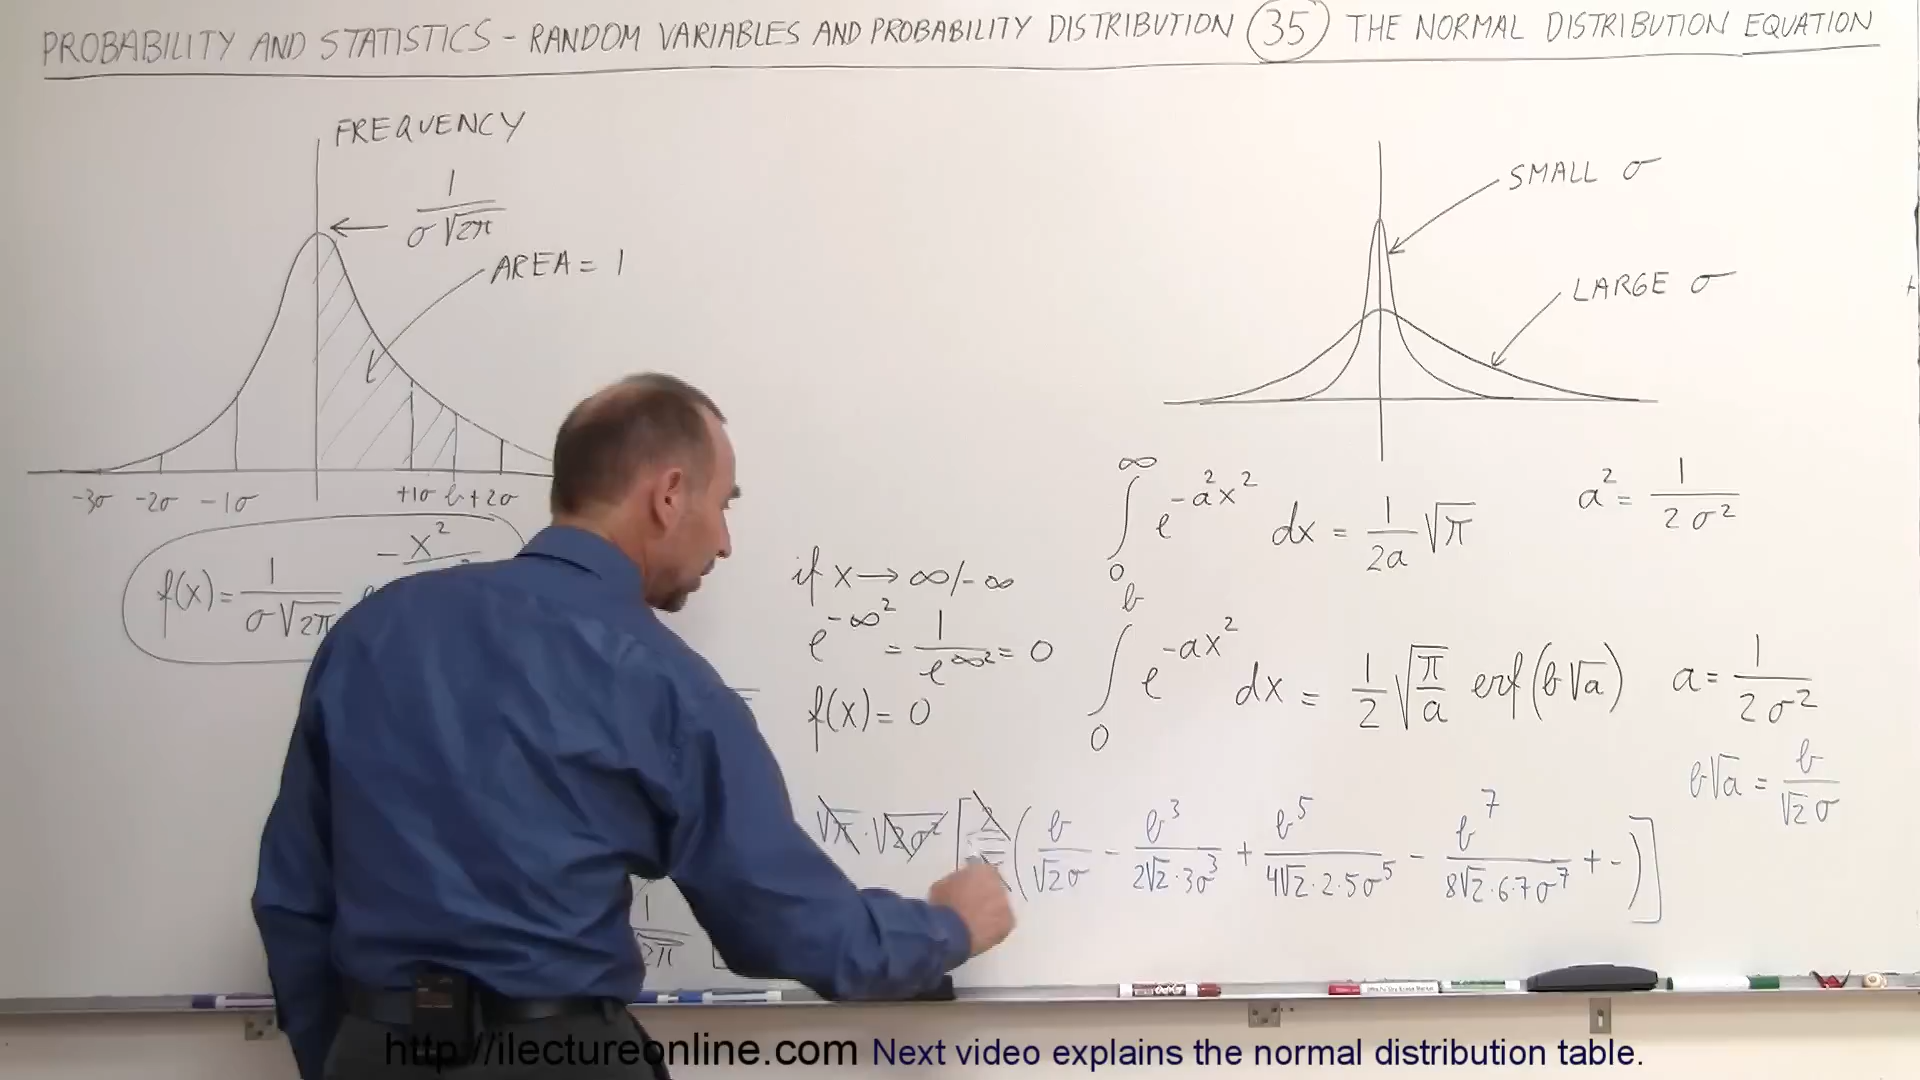 PROBABILITY AND STATISTICS - RANDOM VARIABLES AND PROBABILITY DISTRIBUTION (35) THE NORMAL DISTRIBUTION EQUATION
FREQUENCY
1/(σ√2π)
AREA = 1
-3σ -2σ -1σ +1σ b +2σ
f(x) = 1/(σ√2π)
-x²
if x → ∞/-∞
e^-∞² = 1/e^∞² = 0
f(x) = 0
SMALL σ
LARGE σ
∫₀^∞ e^(-a²x²) dx = 1/(2a) √π a² = 1/(2σ²)
∫₀^b e^(-ax²) dx = 1/2 √(π/a) erf(b√a) a = 1/(2σ²)
b√a = b/(√2σ)
√π · √2σ² [ 2 ( b/(√2σ) - b³/(2√2·3σ³) + b⁵/(4√2·2·5σ⁵) - b⁷/(8√2·6·7σ⁷) + - ) ]
1
2π
http://ilectureonline.com Next video explains the normal distribution table.